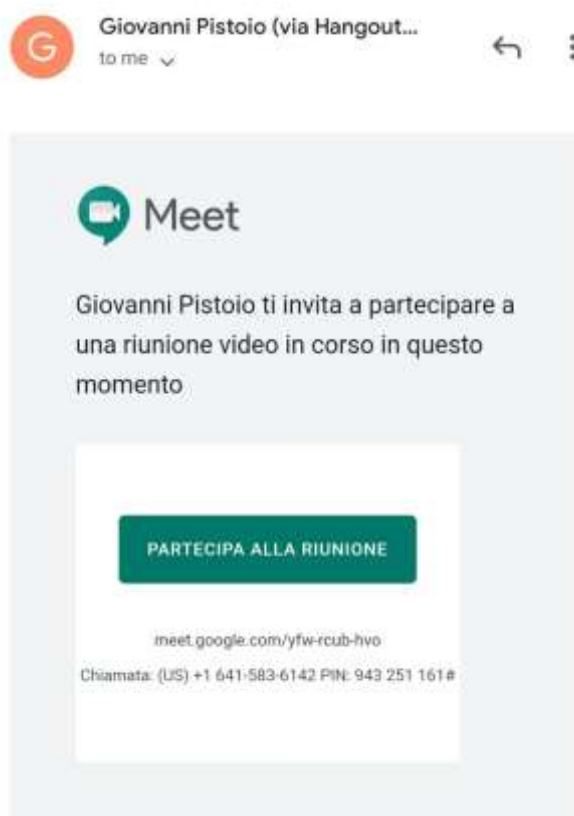 G
Giovanni Pistoio (via Hangout...
to me
Meet
Giovanni Pistoio ti invita a partecipare a
una riunione video in corso in questo
momento
PARTECIPA ALLA RIUNIONE
meet.google.com/yfw-rcub-hvo
Chiamata: (US) +1 641-583-6142 PIN: 943 251 161#